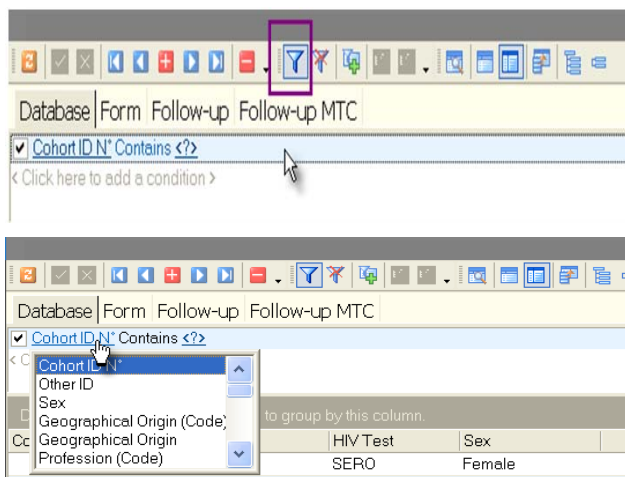 Database Form Follow-up Follow-up MTC
Cohort ID N° Contains <?>
< Click here to add a condition >
Database Form Follow-up Follow-up MTC
Cohort ID N° Contains <?>
< C
Cohort ID N°
Other ID
Sex
Geographical Origin (Code)
Geographical Origin
Profession (Code)
D to group by this column.
Co HIV Test Sex
SERO Female